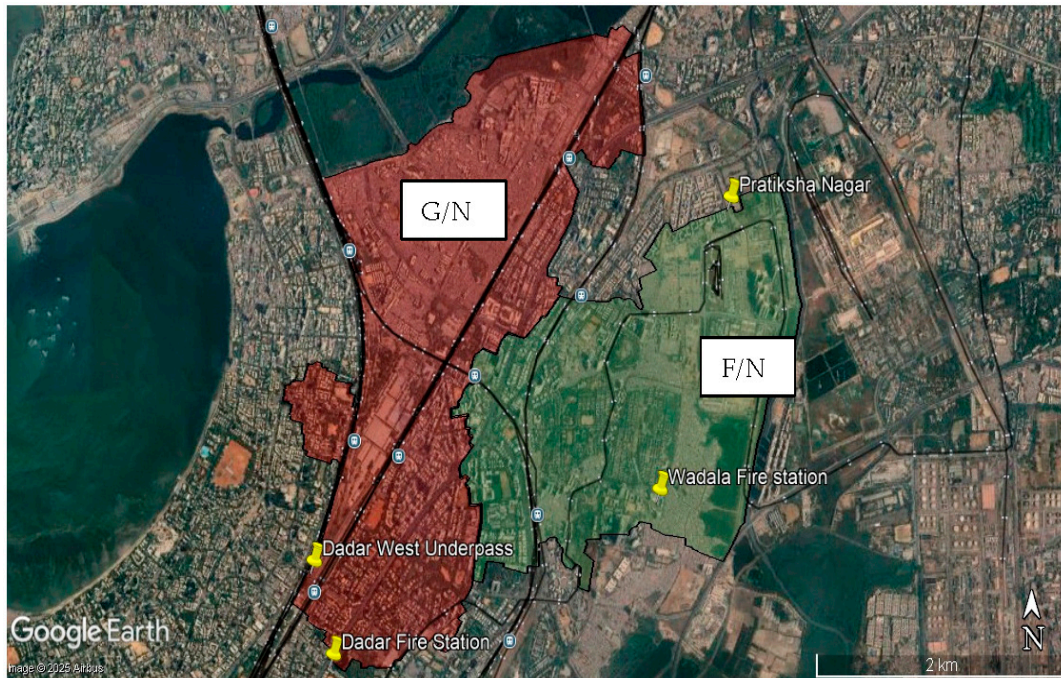 Pratiksha Nagar
G/N
F/N
Wadala Fire station
Dadar West Underpass
Dadar Fire Station
Google Earth
N
Image © 2025 Airbus
2 km